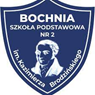 BOCHNIA
SZKOŁA PODSTAWOWA
NR 2
im. Kazimierza Brodzińskiego